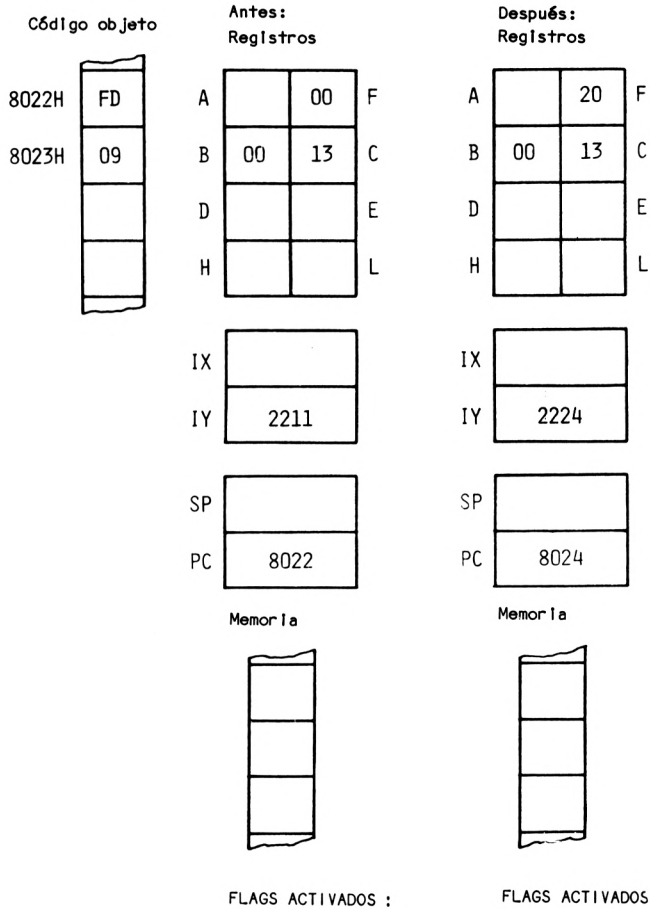 Código objeto
Antes:
Registros
Después:
Registros
8022H FD
8023H 09
A 00 F
B 00 13 C
D E
H L
A 20 F
B 00 13 C
D E
H L
IX
IY 2211
IX
IY 2224
SP
PC 8022
SP
PC 8024
Memoria
Memoria
FLAGS ACTIVADOS :
FLAGS ACTIVADOS